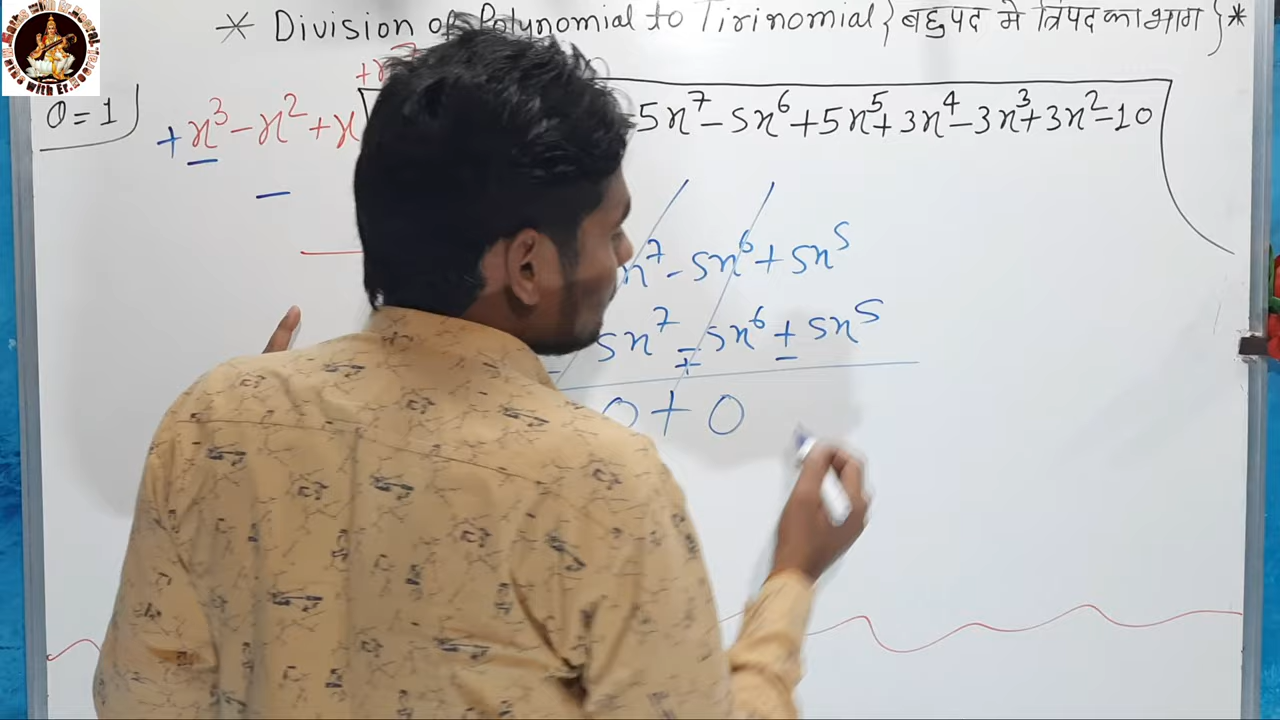 * Division of Polynomial to Tirinomial { बहुपद मे त्रिपद का भाग } *
Q=1
+x³-x²+x
5x⁷-5x⁶+5x⁵+3x⁴-3x³+3x²-10
x⁷-5x⁶+5x⁵
5x⁷-5x⁶+5x⁵
- + -
0+0